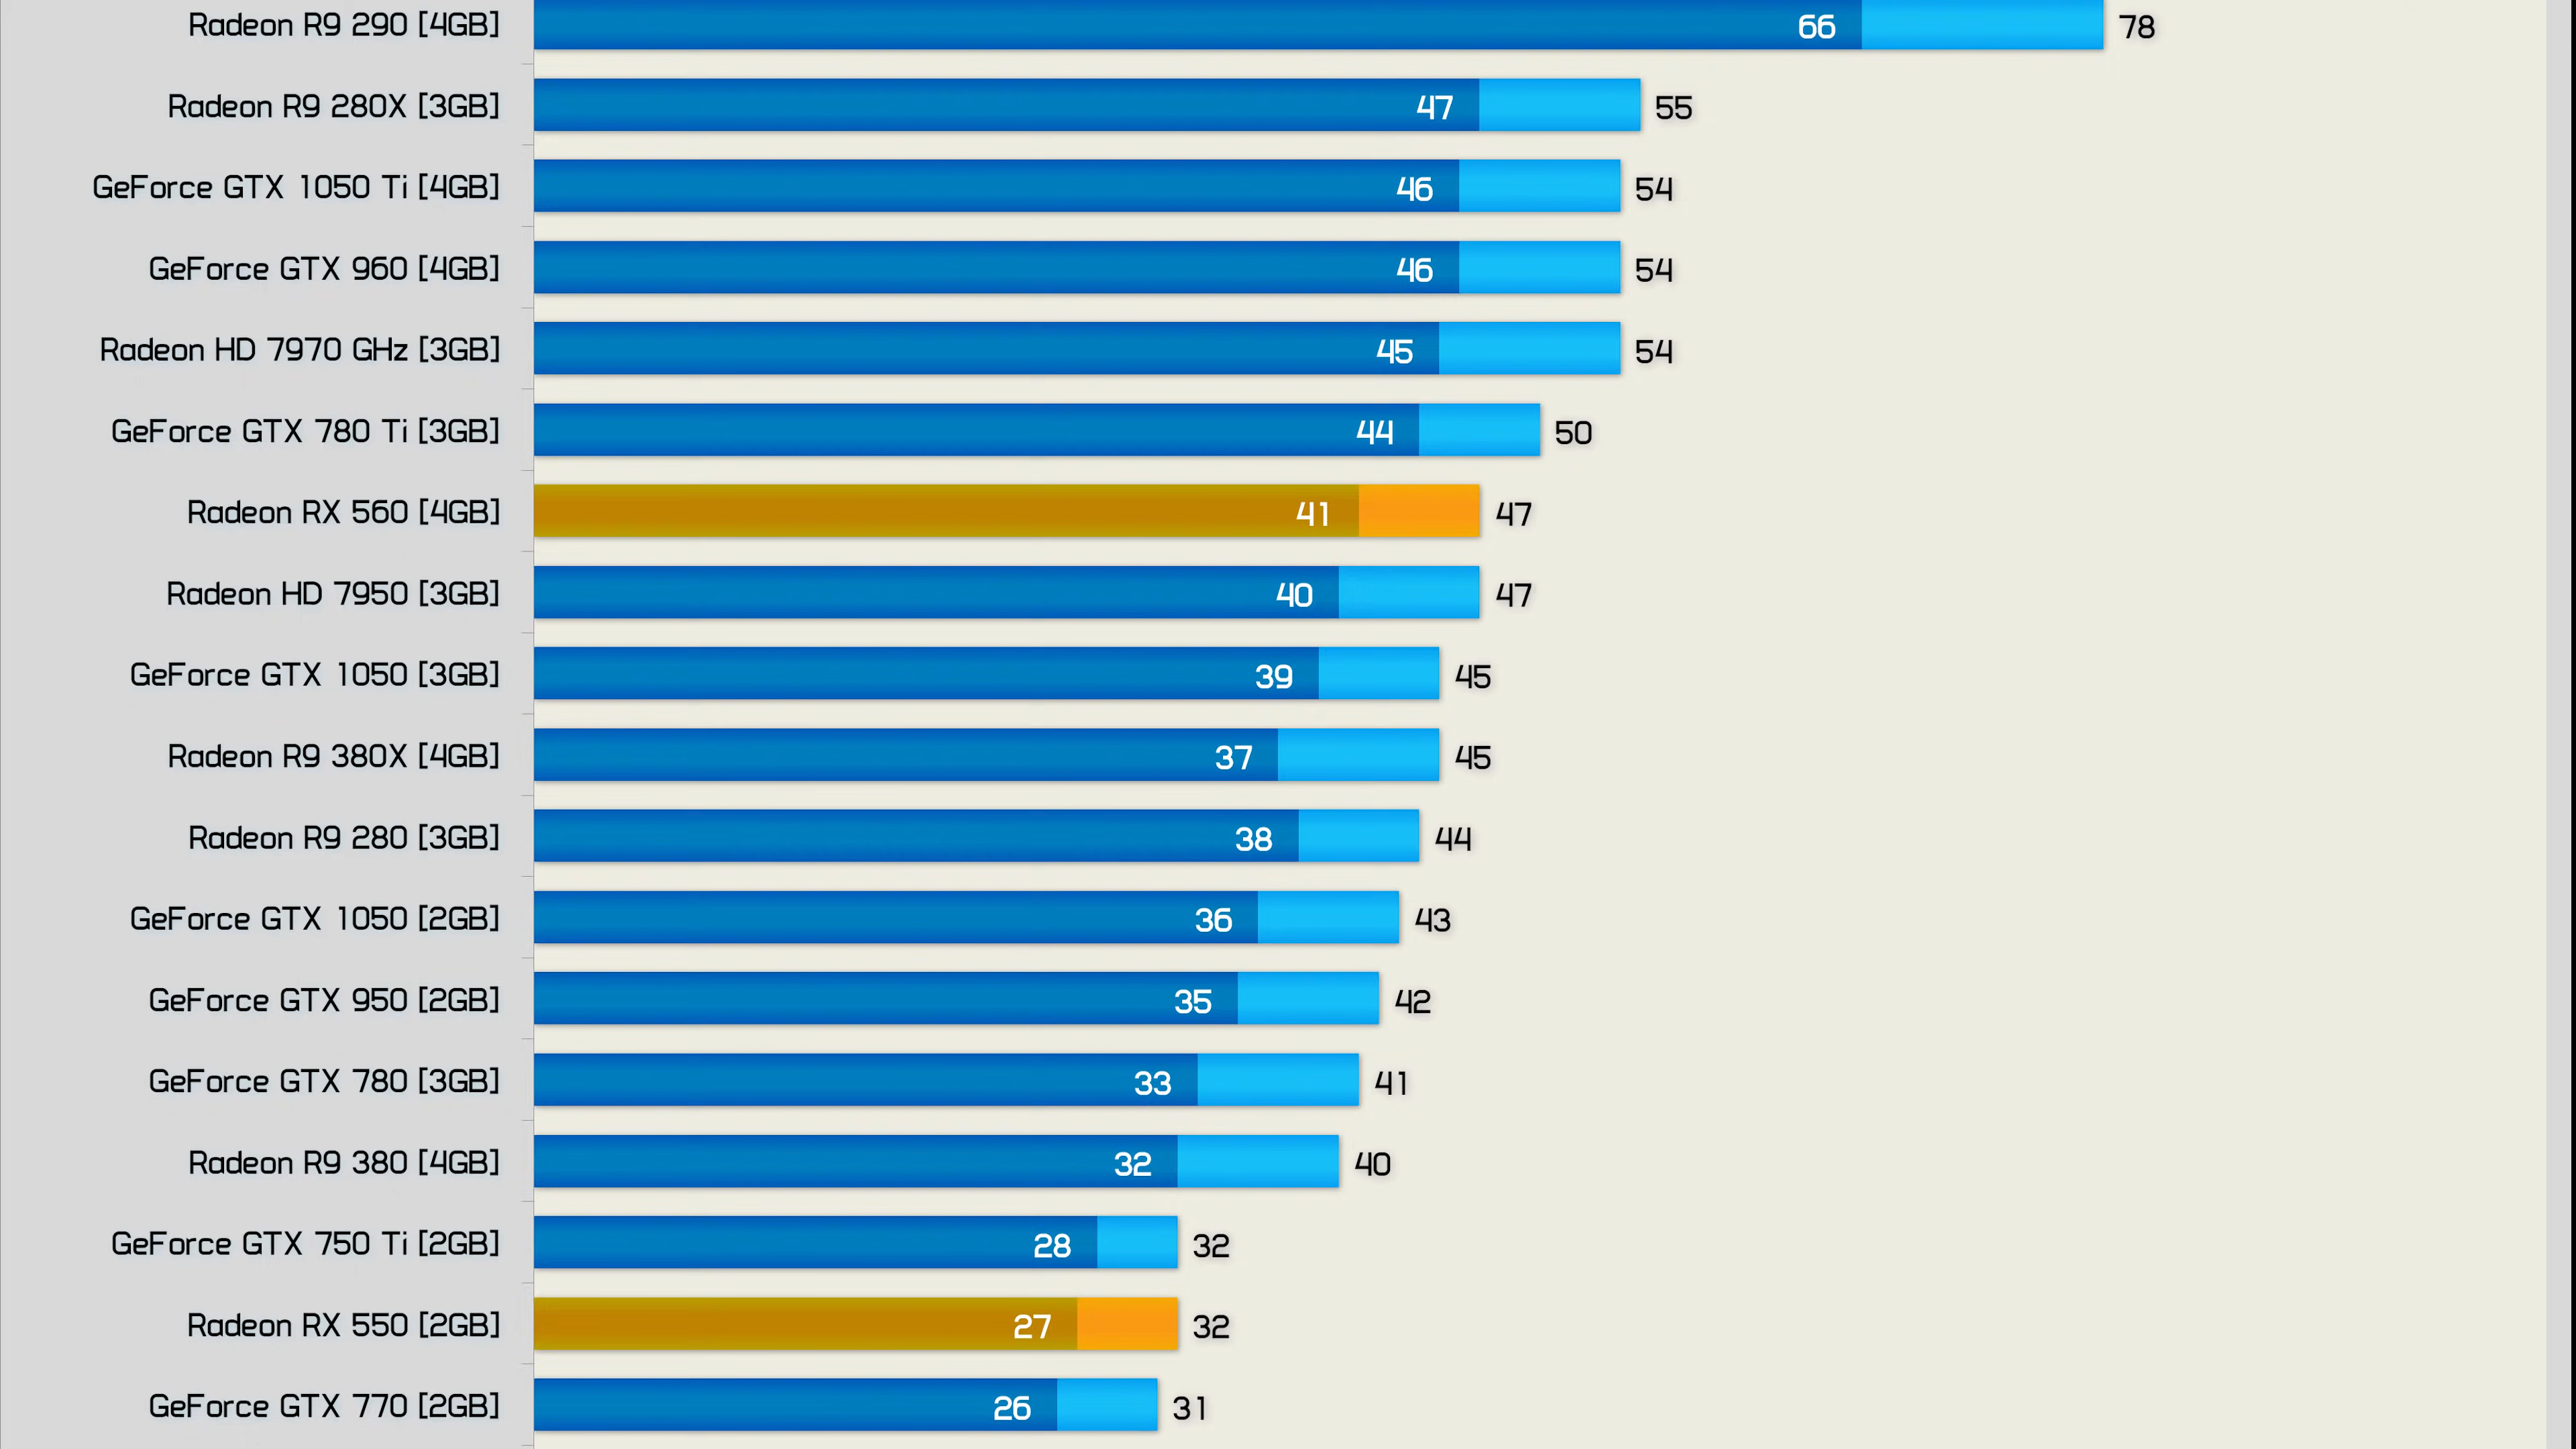 Radeon R9 290 [4GB] 66 78
Radeon R9 280X [3GB] 47 55
GeForce GTX 1050 Ti [4GB] 46 54
GeForce GTX 960 [4GB] 46 54
Radeon HD 7970 GHz [3GB] 45 54
GeForce GTX 780 Ti [3GB] 44 50
Radeon RX 560 [4GB] 41 47
Radeon HD 7950 [3GB] 40 47
GeForce GTX 1050 [3GB] 39 45
Radeon R9 380X [4GB] 37 45
Radeon R9 280 [3GB] 38 44
GeForce GTX 1050 [2GB] 36 43
GeForce GTX 950 [2GB] 35 42
GeForce GTX 780 [3GB] 33 41
Radeon R9 380 [4GB] 32 40
GeForce GTX 750 Ti [2GB] 28 32
Radeon RX 550 [2GB] 27 32
GeForce GTX 770 [2GB] 26 31